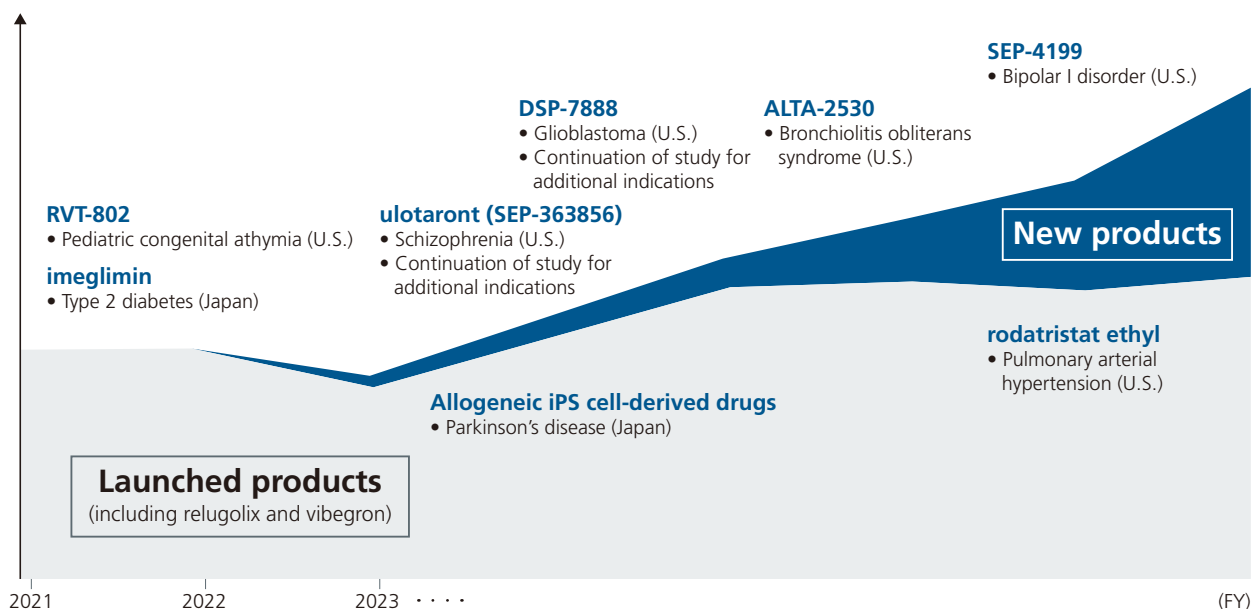 SEP-4199
• Bipolar I disorder (U.S.)
DSP-7888
• Glioblastoma (U.S.)
• Continuation of study for
additional indications
ALTA-2530
• Bronchiolitis obliterans
syndrome (U.S.)
RVT-802
• Pediatric congenital athymia (U.S.)
imeglimin
• Type 2 diabetes (Japan)
ulotaront (SEP-363856)
• Schizophrenia (U.S.)
• Continuation of study for
additional indications
New products
rodatristat ethyl
• Pulmonary arterial
hypertension (U.S.)
Allogeneic iPS cell-derived drugs
• Parkinson’s disease (Japan)
Launched products
(including relugolix and vibegron)
2021 2022 2023 · · · · (FY)